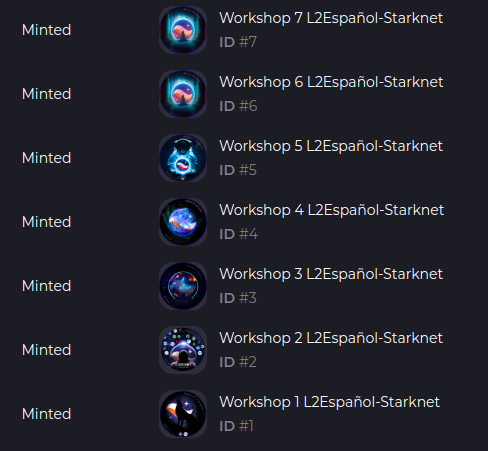 Minted
Workshop 7 L2Español-Starknet
ID #7
Minted
Workshop 6 L2Español-Starknet
ID #6
Minted
Workshop 5 L2Español-Starknet
ID #5
Minted
Workshop 4 L2Español-Starknet
ID #4
Minted
Workshop 3 L2Español-Starknet
ID #3
Minted
Workshop 2 L2Español-Starknet
ID #2
Minted
Workshop 1 L2Español-Starknet
ID #1